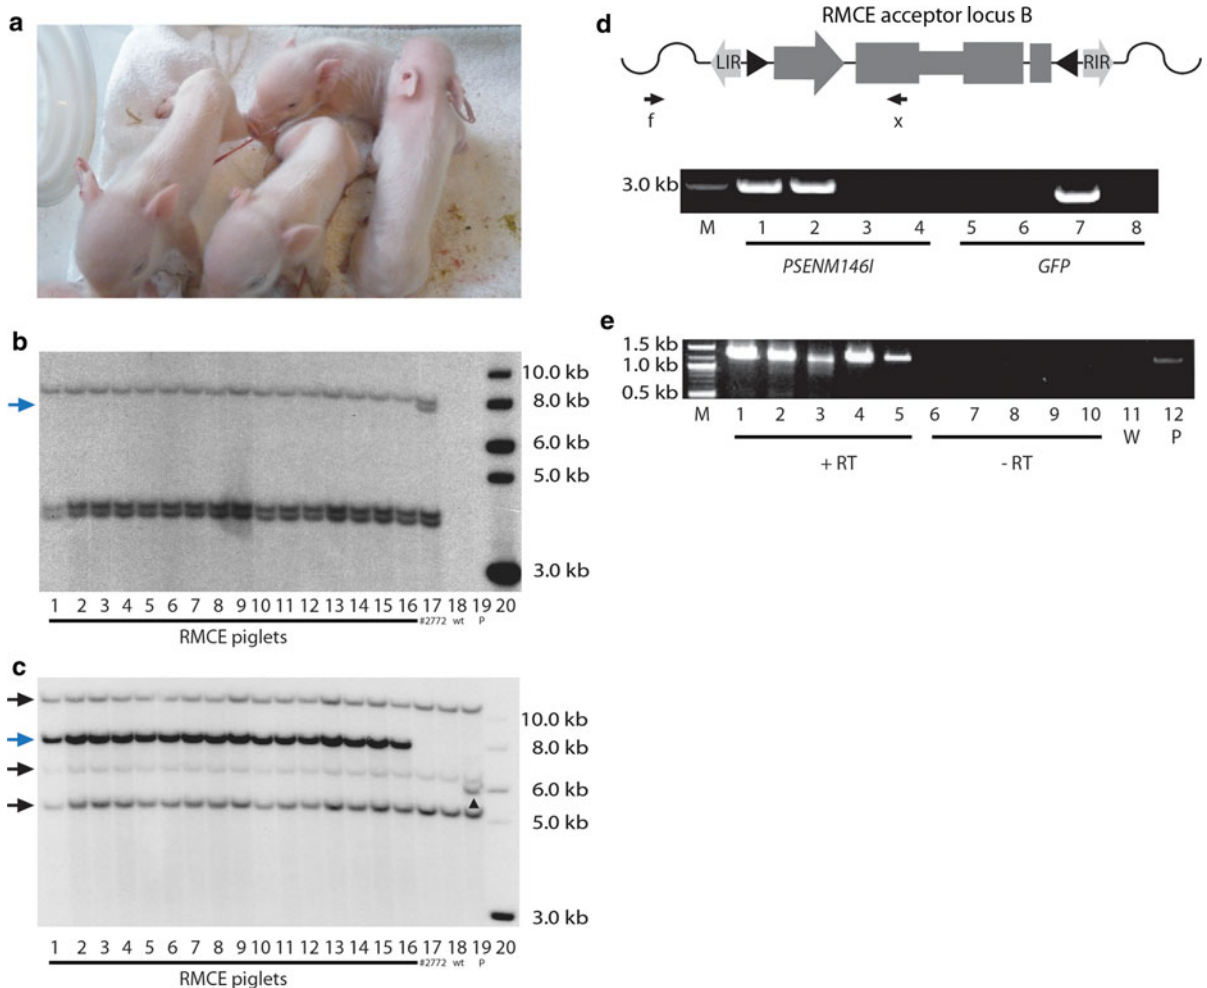 a
b
10.0 kb
8.0 kb
6.0 kb
5.0 kb
3.0 kb
1 2 3 4 5 6 7 8 9 10 11 12 13 14 15 16 17 18 19 20
#2772 wt P
RMCE piglets
c
10.0 kb
8.0 kb
6.0 kb
5.0 kb
3.0 kb
1 2 3 4 5 6 7 8 9 10 11 12 13 14 15 16 17 18 19 20
#2772 wt P
RMCE piglets
d
RMCE acceptor locus B
LIR RIR
f x
3.0 kb
M 1 2 3 4 5 6 7 8
PSENM146I GFP
e
1.5 kb
1.0 kb
0.5 kb
M 1 2 3 4 5 6 7 8 9 10 11 12
W P
+ RT - RT